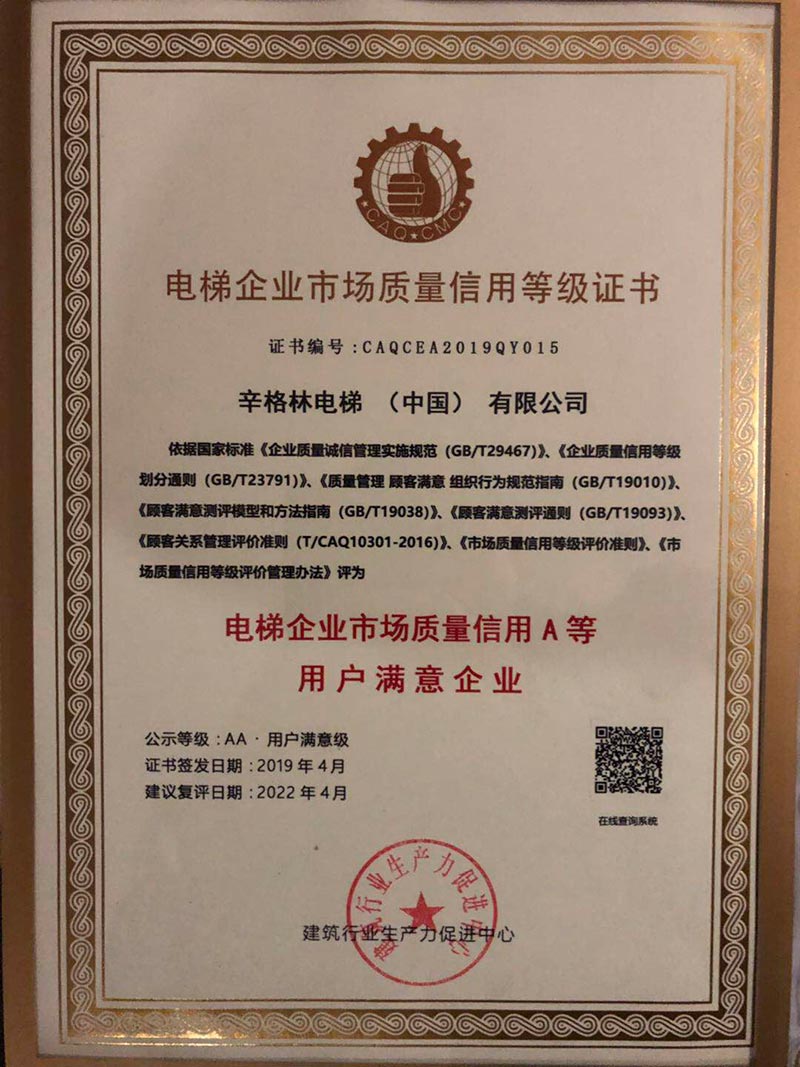 CAQ★CMC
电梯企业市场质量信用等级证书
证书编号:CAQCEA2019QY015
辛格林电梯 （中国） 有限公司
依据国家标准《企业质量诚信管理实施规范（GB/T29467）》、《企业质量信用等级
划分通则（GB/T23791）》、《质量管理 顾客满意 组织行为规范指南（GB/T19010）》、
《顾客满意测评模型和方法指南（GB/T19038）》、《顾客满意测评通则（GB/T19093）》、
《顾客关系管理评价准则（T/CAQ10301-2016）》、《市场质量信用等级评价准则》、《市
场质量信用等级评价管理办法》评为
电梯企业市场质量信用A等
用户满意企业
公示等级:AA · 用户满意级
证书签发日期:2019年4月
建议复评日期:2022年4月
在线查询系统
建筑行业生产力促进中心
建筑行业生产力促进中心